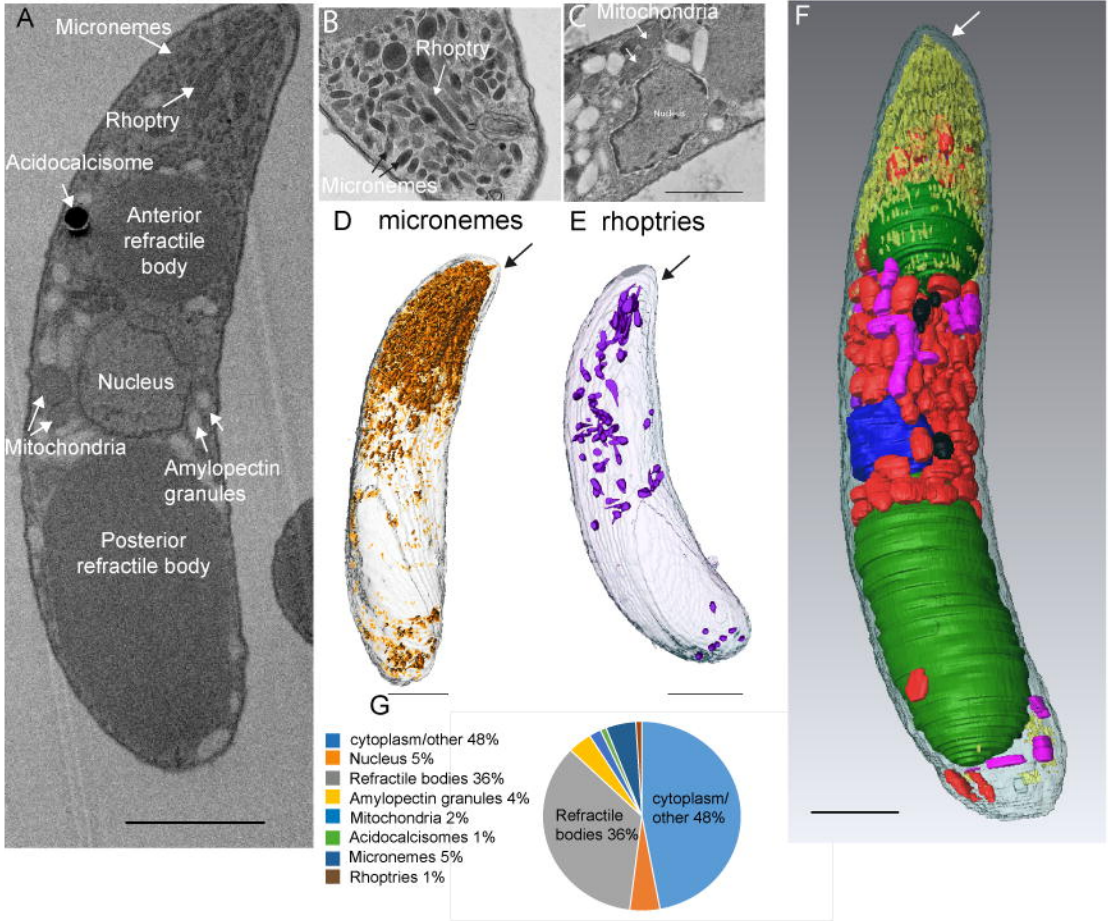 A
Micronemes
Rhoptry
Acidocalcisome
Anterior
refractile
body
Nucleus
Mitochondria
Amylopectin
granules
Posterior
refractile body
B
Rhoptry
Micronemes
C
Mitochondria
Nucleus
D micronemes
E rhoptries
F
G
cytoplasm/other 48%
Nucleus 5%
Refractile bodies 36%
Amylopectin granules 4%
Mitochondria 2%
Acidocalcisomes 1%
Micronemes 5%
Rhoptries 1%
Refractile
bodies 36%
cytoplasm/
other 48%